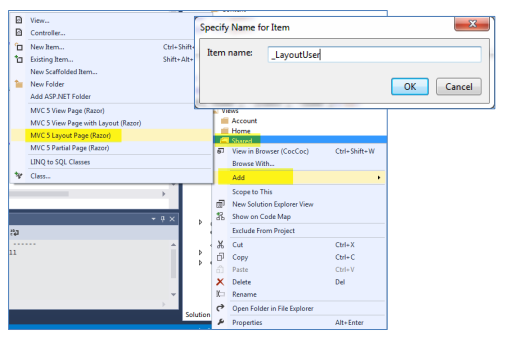 View...
Controller...
New Item... Ctrl+Shift+
Existing Item... Shift+Alt+
New Scaffolded Item...
New Folder
Add ASP.NET Folder
MVC 5 View Page (Razor)
MVC 5 View Page with Layout (Razor)
MVC 5 Layout Page (Razor)
MVC 5 Partial Page (Razor)
LINQ to SQL Classes
Class...
Specify Name for Item
Item name: _LayoutUser
OK Cancel
Views
Account
Home
Shared
View in Browser (CocCoc) Ctrl+Shift+W
Browse With...
Add
Scope to This
New Solution Explorer View
Show on Code Map
Exclude From Project
Cut Ctrl+X
Copy Ctrl+C
Paste Ctrl+V
Delete Del
Rename
Open Folder in File Explorer
Properties Alt+Enter
11
Solution